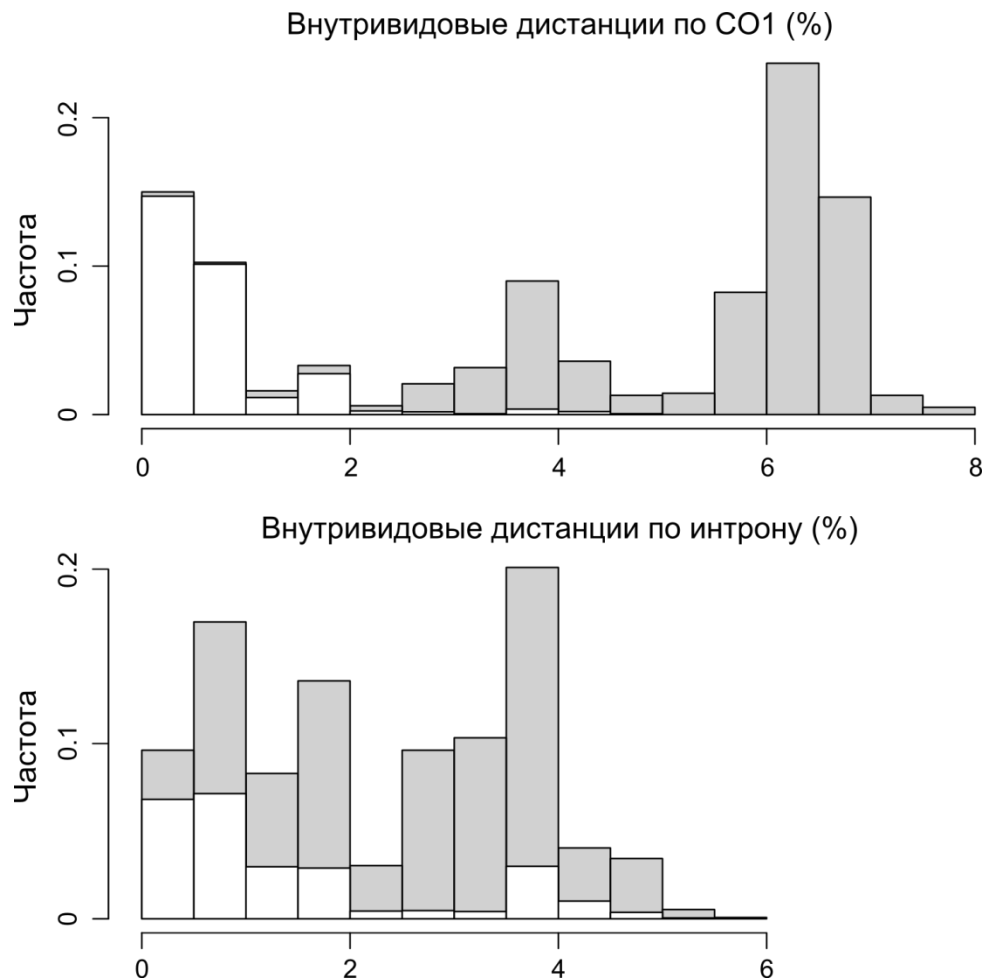 Внутривидовые дистанции по CO1 (%)
Частота
0.2
0.1
0
0 2 4 6 8
Внутривидовые дистанции по интрону (%)
Частота
0.2
0.1
0
0 2 4 6